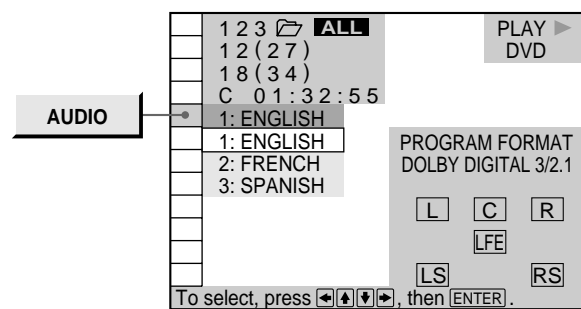 1 2 3 ALL
1 2 ( 2 7 )
1 8 ( 3 4 )
C 0 1 : 3 2 : 5 5
PLAY
DVD
AUDIO
1: ENGLISH
1: ENGLISH
2: FRENCH
3: SPANISH
PROGRAM FORMAT
DOLBY DIGITAL 3/2.1
L C R
LFE
LS RS
To select, press , then ENTER .